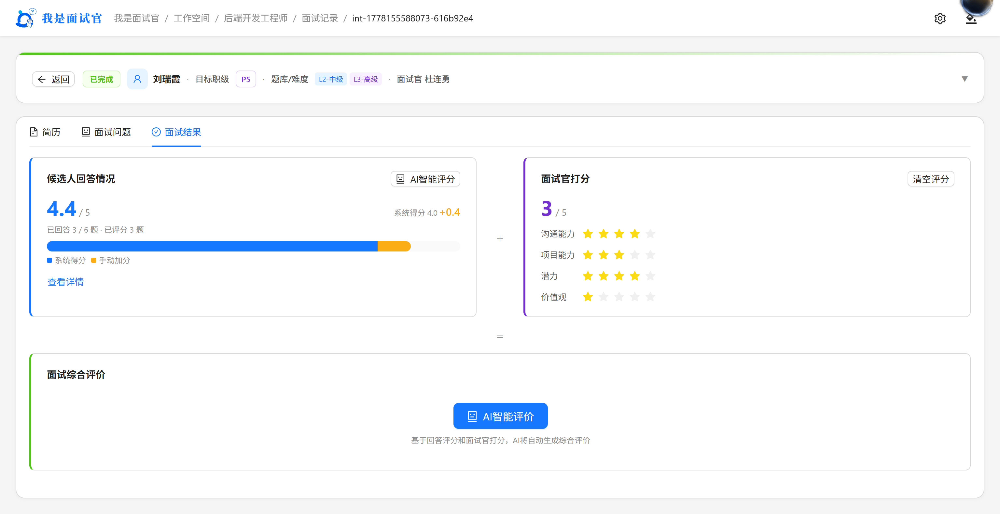 我是面试官 我是面试官 / 工作空间 / 后端开发工程师 / 面试记录 / int-1778155588073-616b92e4
返回 已完成 刘瑞霞 · 目标职级 P5 · 题库/难度 L2-中级 L3-高级 · 面试官 杜连勇
简历 面试问题 面试结果
候选人回答情况 AI智能评分
4.4 / 5 系统得分 4.0 +0.4
已回答 3 / 6 题 · 已评分 3 题
系统得分 手动加分
查看详情
+
面试官打分 清空评分
3 / 5
沟通能力
项目能力
潜力
价值观
=
面试综合评价
AI智能评价
基于回答评分和面试官打分，AI将自动生成综合评价